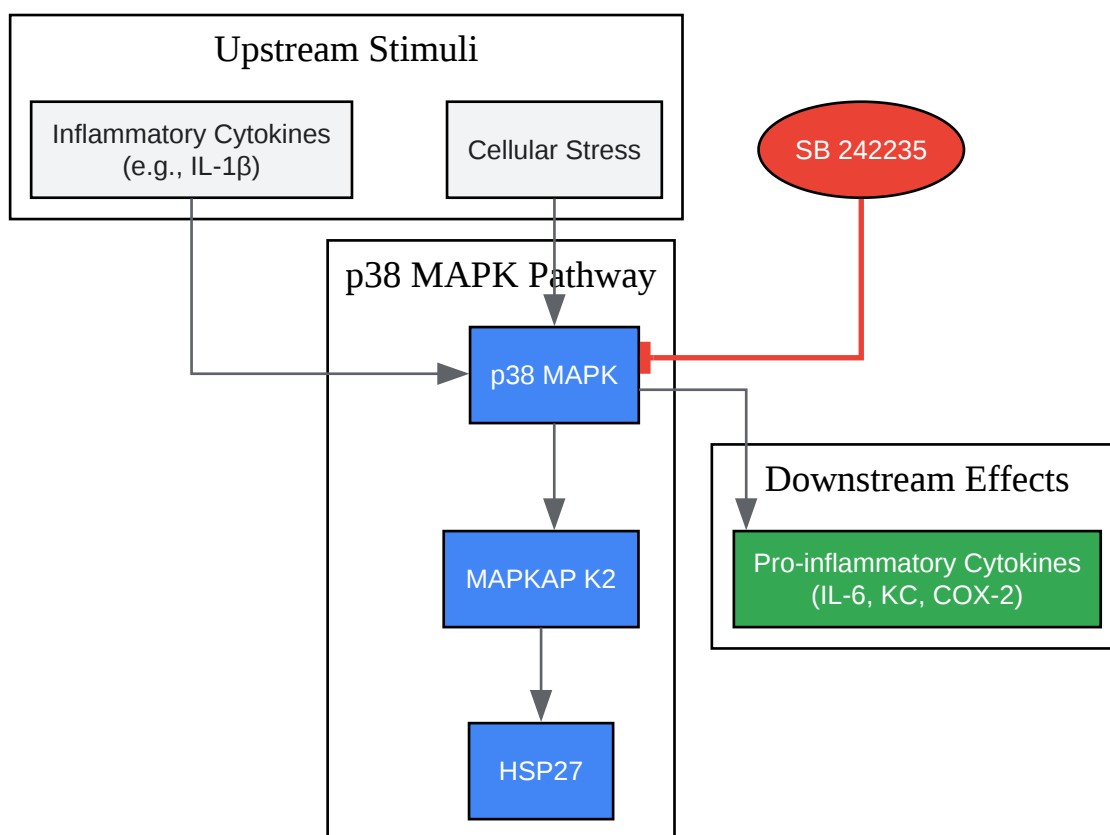 Upstream Stimuli
Inflammatory Cytokines
(e.g., IL-1β)
Cellular Stress
SB 242235
p38 MAPK Pathway
p38 MAPK
Downstream Effects
MAPKAP K2
Pro-inflammatory Cytokines
(IL-6, KC, COX-2)
HSP27